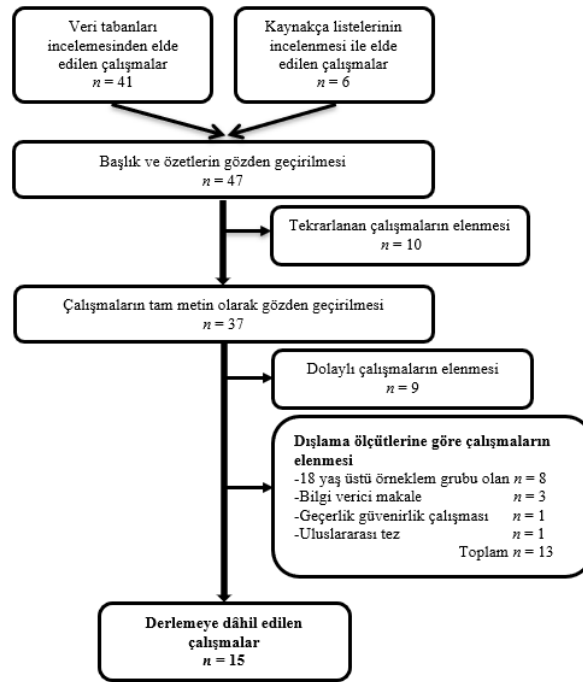 Veri tabanları
incelemesinden elde
edilen çalışmalar
n = 41
Kaynakça listelerinin
incelenmesi ile elde
edilen çalışmalar
n = 6
Başlık ve özetlerin gözden geçirilmesi
n = 47
Tekrarlanan çalışmaların elenmesi
n = 10
Çalışmaların tam metin olarak gözden geçirilmesi
n = 37
Dolaylı çalışmaların elenmesi
n = 9
Dışlama ölçütlerine göre çalışmaların
elenmesi
-18 yaş üstü örneklem grubu olan n = 8
-Bilgi verici makale n = 3
-Geçerlik güvenirlik çalışması n = 1
-Uluslararası tez n = 1
Toplam n = 13
Derlemeye dâhil edilen
çalışmalar
n = 15